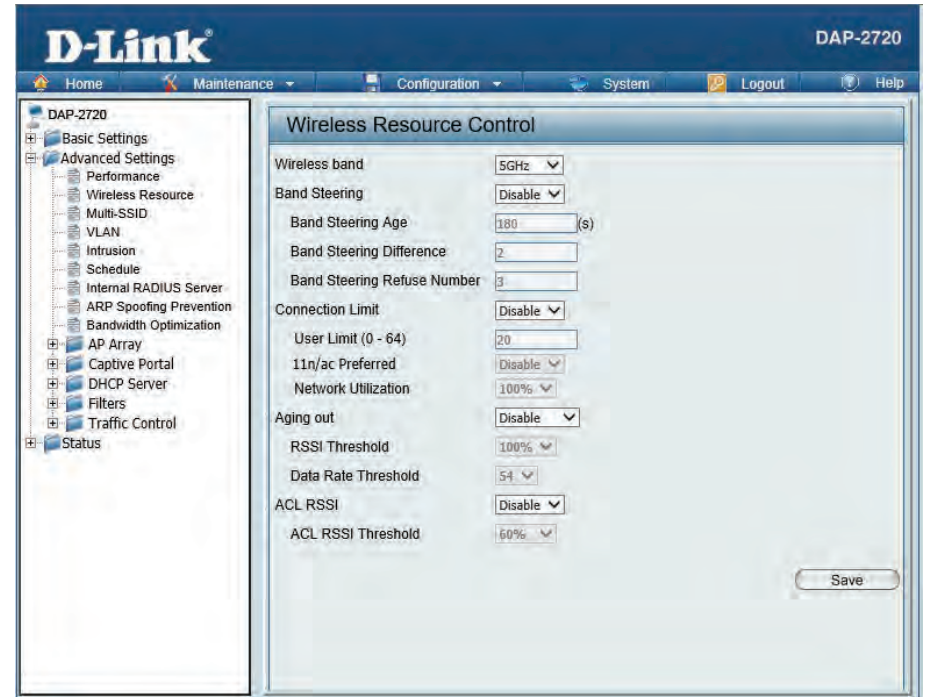 D-Link®
DAP-2720
Home
Maintenance
Configuration
System
Logout
Help
DAP-2720
Basic Settings
Advanced Settings
Performance
Wireless Resource
Multi-SSID
VLAN
Intrusion
Schedule
Internal RADIUS Server
ARP Spoofing Prevention
Bandwidth Optimization
AP Array
Captive Portal
DHCP Server
Filters
Traffic Control
Status
Wireless Resource Control
Wireless band 5GHz
Band Steering Disable
Band Steering Age 180 (s)
Band Steering Difference 2
Band Steering Refuse Number 3
Connection Limit Disable
User Limit (0 - 64) 20
11n/ac Preferred Disable
Network Utilization 100%
Aging out Disable
RSSI Threshold 100%
Data Rate Threshold 54
ACL RSSI Disable
ACL RSSI Threshold 60%
Save